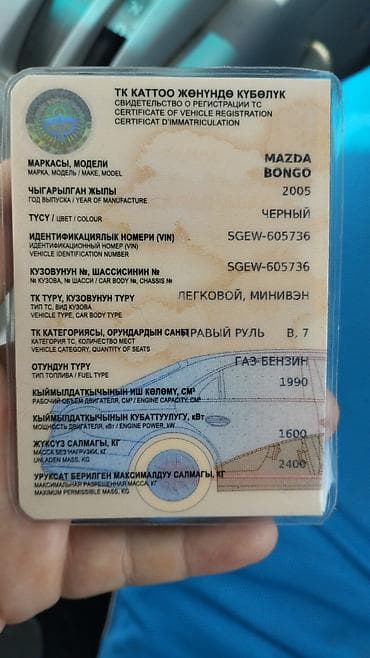 ТК КАТТОО ЖӨНҮНДӨ КҮБӨЛҮК
СВИДЕТЕЛЬСТВО О РЕГИСТРАЦИИ ТС
CERTIFICATE OF VEHICLE REGISTRATION
CERTIFICAT D'IMMATRICULATION
МАРКАСЫ, МОДЕЛИ MAZDA
МАРКА, МОДЕЛЬ / MAKE, MODEL BONGO
ЧЫГАРЫЛГАН ЖЫЛЫ 2005
ГОД ВЫПУСКА / YEAR OF MANUFACTURE
ТҮСҮ / ЦВЕТ / COLOUR ЧЕРНЫЙ
ИДЕНТИФИКАЦИЯЛЫК НОМЕРИ (VIN) SGEW-605736
ИДЕНТИФИКАЦИОННЫЙ НОМЕР (VIN)
VEHICLE IDENTIFICATION NUMBER
КУЗОВУНУН №, ШАССИСИНИН № SGEW-605736
№ КУЗОВА, № ШАССИ / CAR BODY №, CHASSIS №
ТК ТҮРҮ, КУЗОВУНУН ТҮРҮ ЛЕГКОВОЙ, МИНИВЭН
ТИП ТС, ВИД КУЗОВА
VEHICLE TYPE, CAR BODY TYPE
ТК КАТЕГОРИЯСЫ, ОРУНДАРДЫН САНЫ ПРАВЫЙ РУЛЬ B, 7
КАТЕГОРИЯ ТС, КОЛИЧЕСТВО МЕСТ
VEHICLE CATEGORY, QUANTITY OF SEATS
ОТУНДУН ТҮРҮ ГАЗ-БЕНЗИН
ТИП ТОПЛИВА / FUEL TYPE
КЫЙМЫЛДАТКЫЧЫНЫН ИШ КӨЛӨМҮ, СМ³ 1990
РАБОЧИЙ ОБЪЕМ ДВИГАТЕЛЯ, СМ³ / ENGINE CAPACITY, CM³
КЫЙМЫЛДАТКЫЧЫНЫН КУБАТТУУЛУГУ, кВт
МОЩНОСТЬ ДВИГАТЕЛЯ, кВт / ENGINE POWER, kW
ЖҮКСҮЗ САЛМАГЫ, КГ 1600
МАССА БЕЗ НАГРУЗКИ, КГ
UNLADEN MASS, KG
УРУКСАТ БЕРИЛГЕН МАКСИМАЛДУУ САЛМАГЫ, КГ 2400
МАКСИМАЛЬНАЯ РАЗРЕШЕННАЯ МАССА, КГ
MAXIMUM PERMISSIBLE MASS, KG